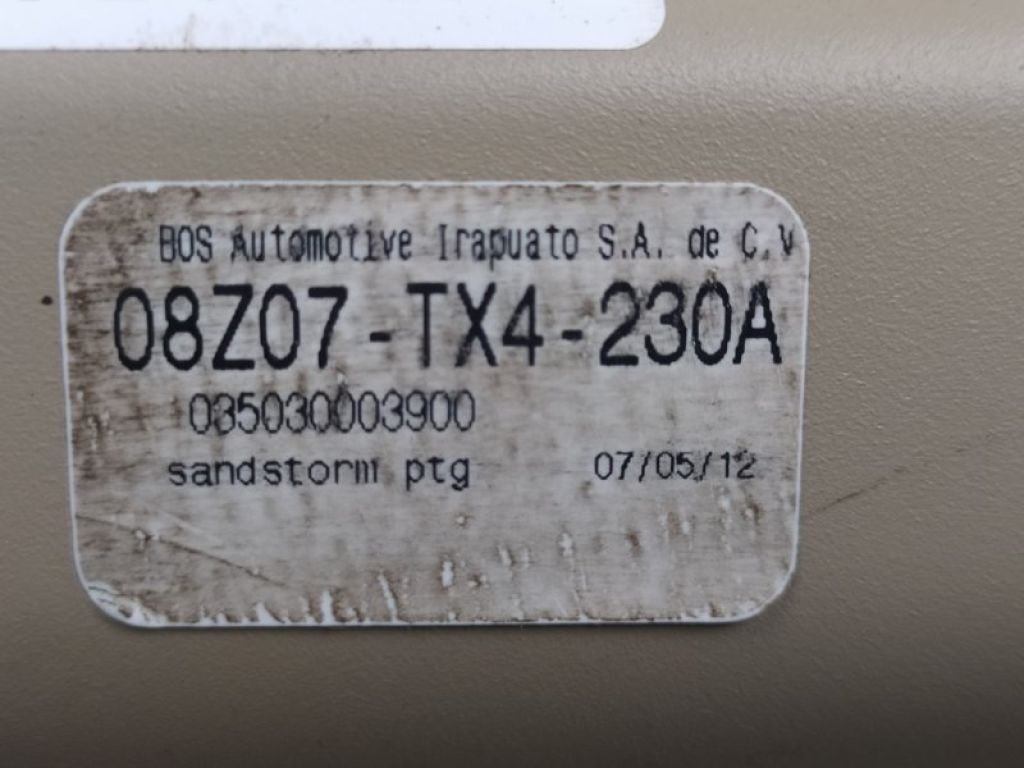 BOS Automotive Irapuato S.A. de C.V
08Z07-TX4-230A
035030003900
sandstorm ptg 07/05/12